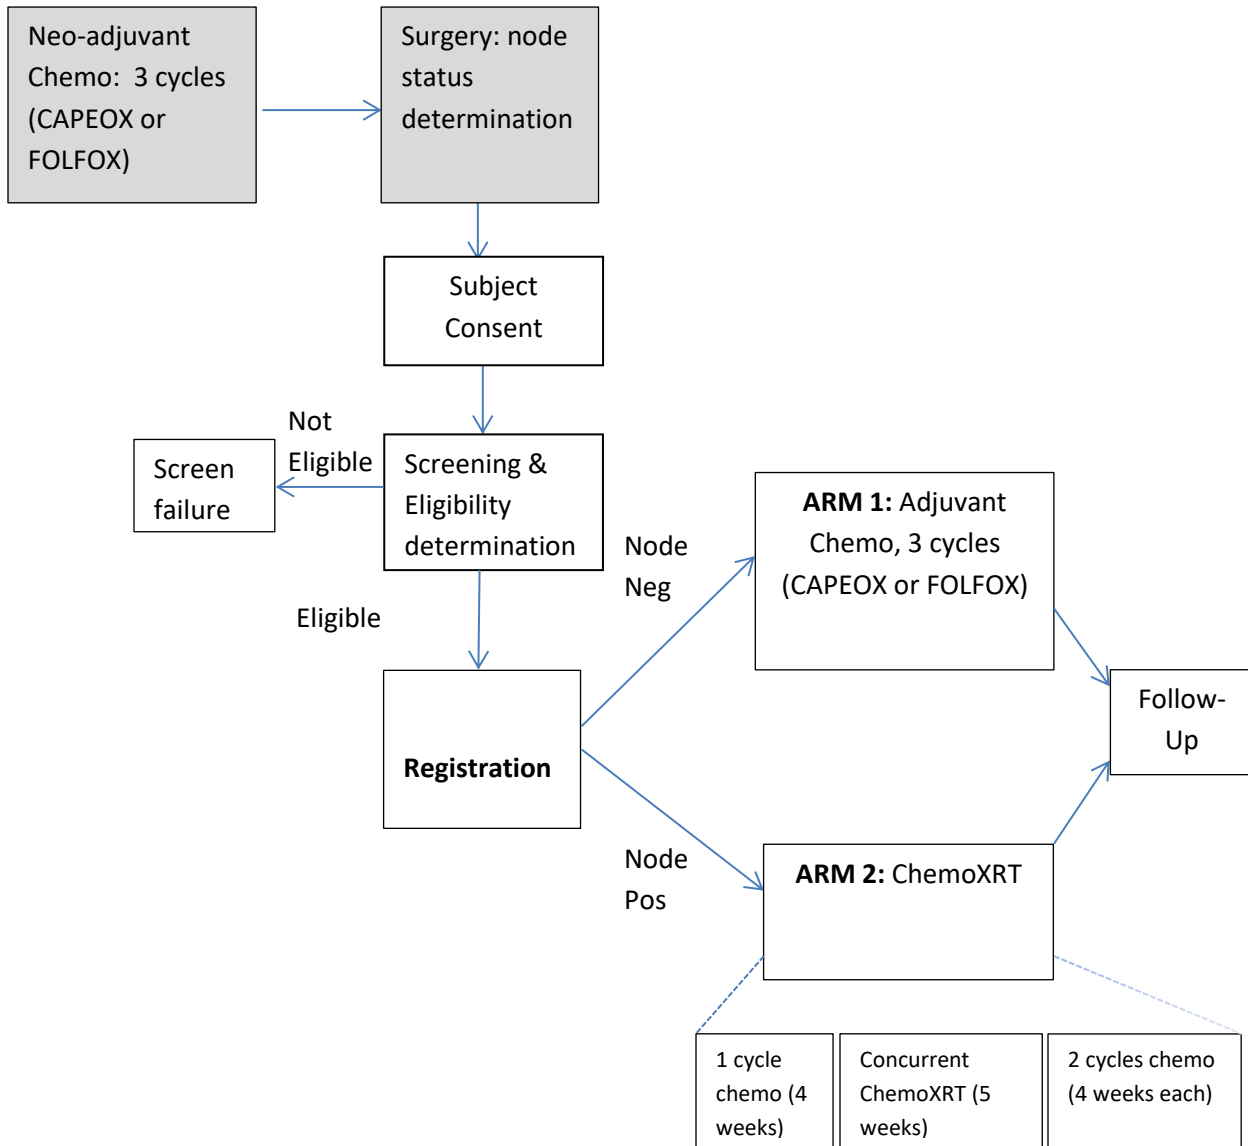 Neo-adjuvant
Chemo:  3 cycles
(CAPEOX or
FOLFOX)
Surgery: node
status
determination
Subject
Consent
Not
Eligible
Screen
failure
Screening &
Eligibility
determination
Eligible
Registration
Node
Neg
ARM 1: Adjuvant
Chemo, 3 cycles
(CAPEOX or FOLFOX)
Node
Pos
ARM 2: ChemoXRT
Follow-
Up
1 cycle
chemo (4
weeks)
Concurrent
ChemoXRT (5
weeks)
2 cycles chemo
(4 weeks each)